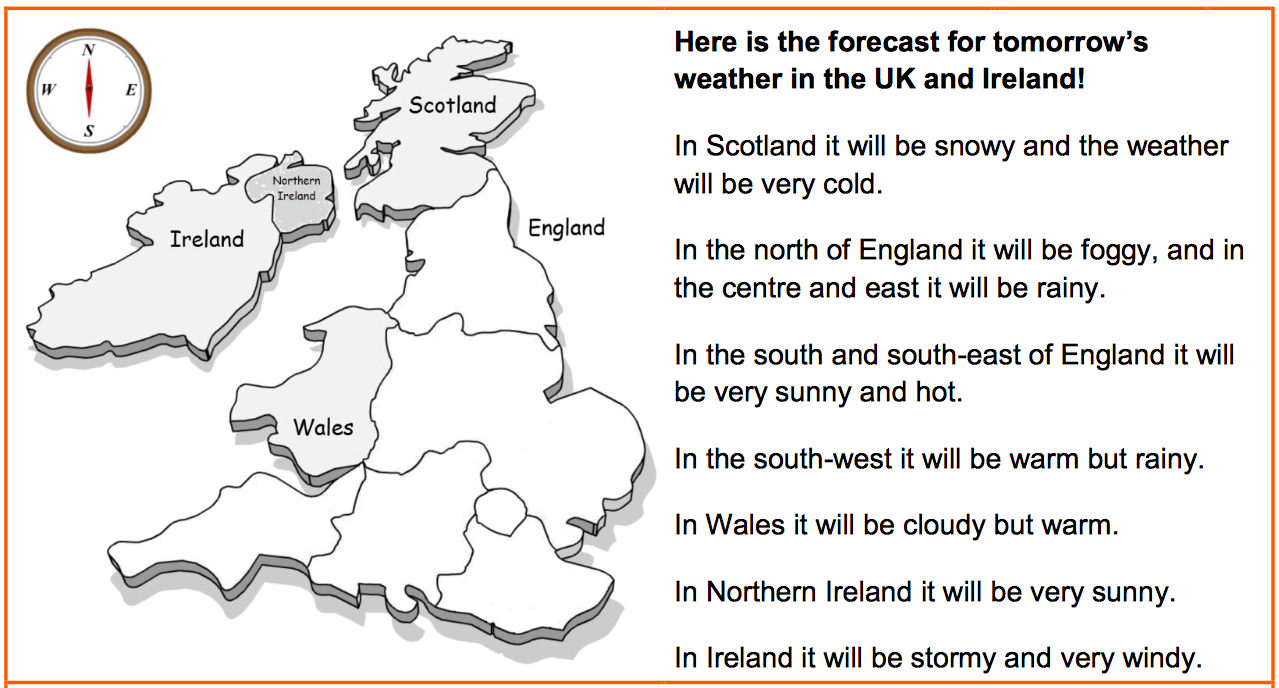 N
W
E
S
Scotland
Northern
Ireland
Ireland
England
Wales
Here is the forecast for tomorrow’s
weather in the UK and Ireland!
In Scotland it will be snowy and the weather
will be very cold.
In the north of England it will be foggy, and in
the centre and east it will be rainy.
In the south and south-east of England it will
be very sunny and hot.
In the south-west it will be warm but rainy.
In Wales it will be cloudy but warm.
In Northern Ireland it will be very sunny.
In Ireland it will be stormy and very windy.